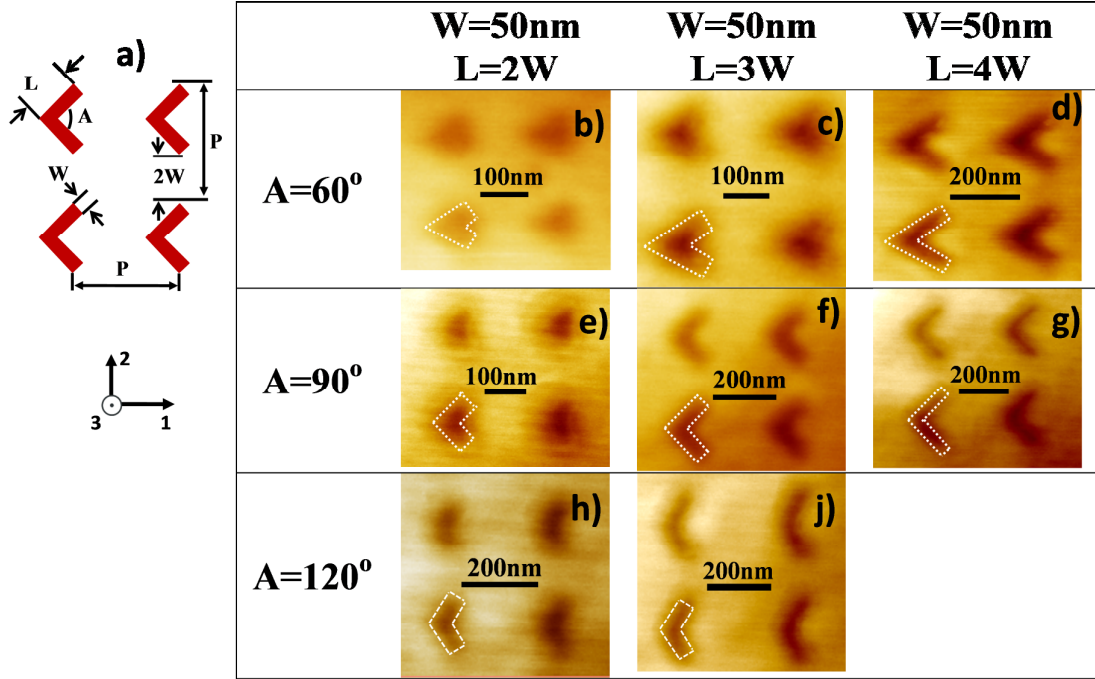 a)
L
A
W
2W
P
P
2
3
1
W=50nm
L=2W
W=50nm
L=3W
W=50nm
L=4W
A=60°
b)
100nm
c)
100nm
d)
200nm
A=90°
e)
100nm
f)
200nm
g)
200nm
A=120°
h)
200nm
j)
200nm